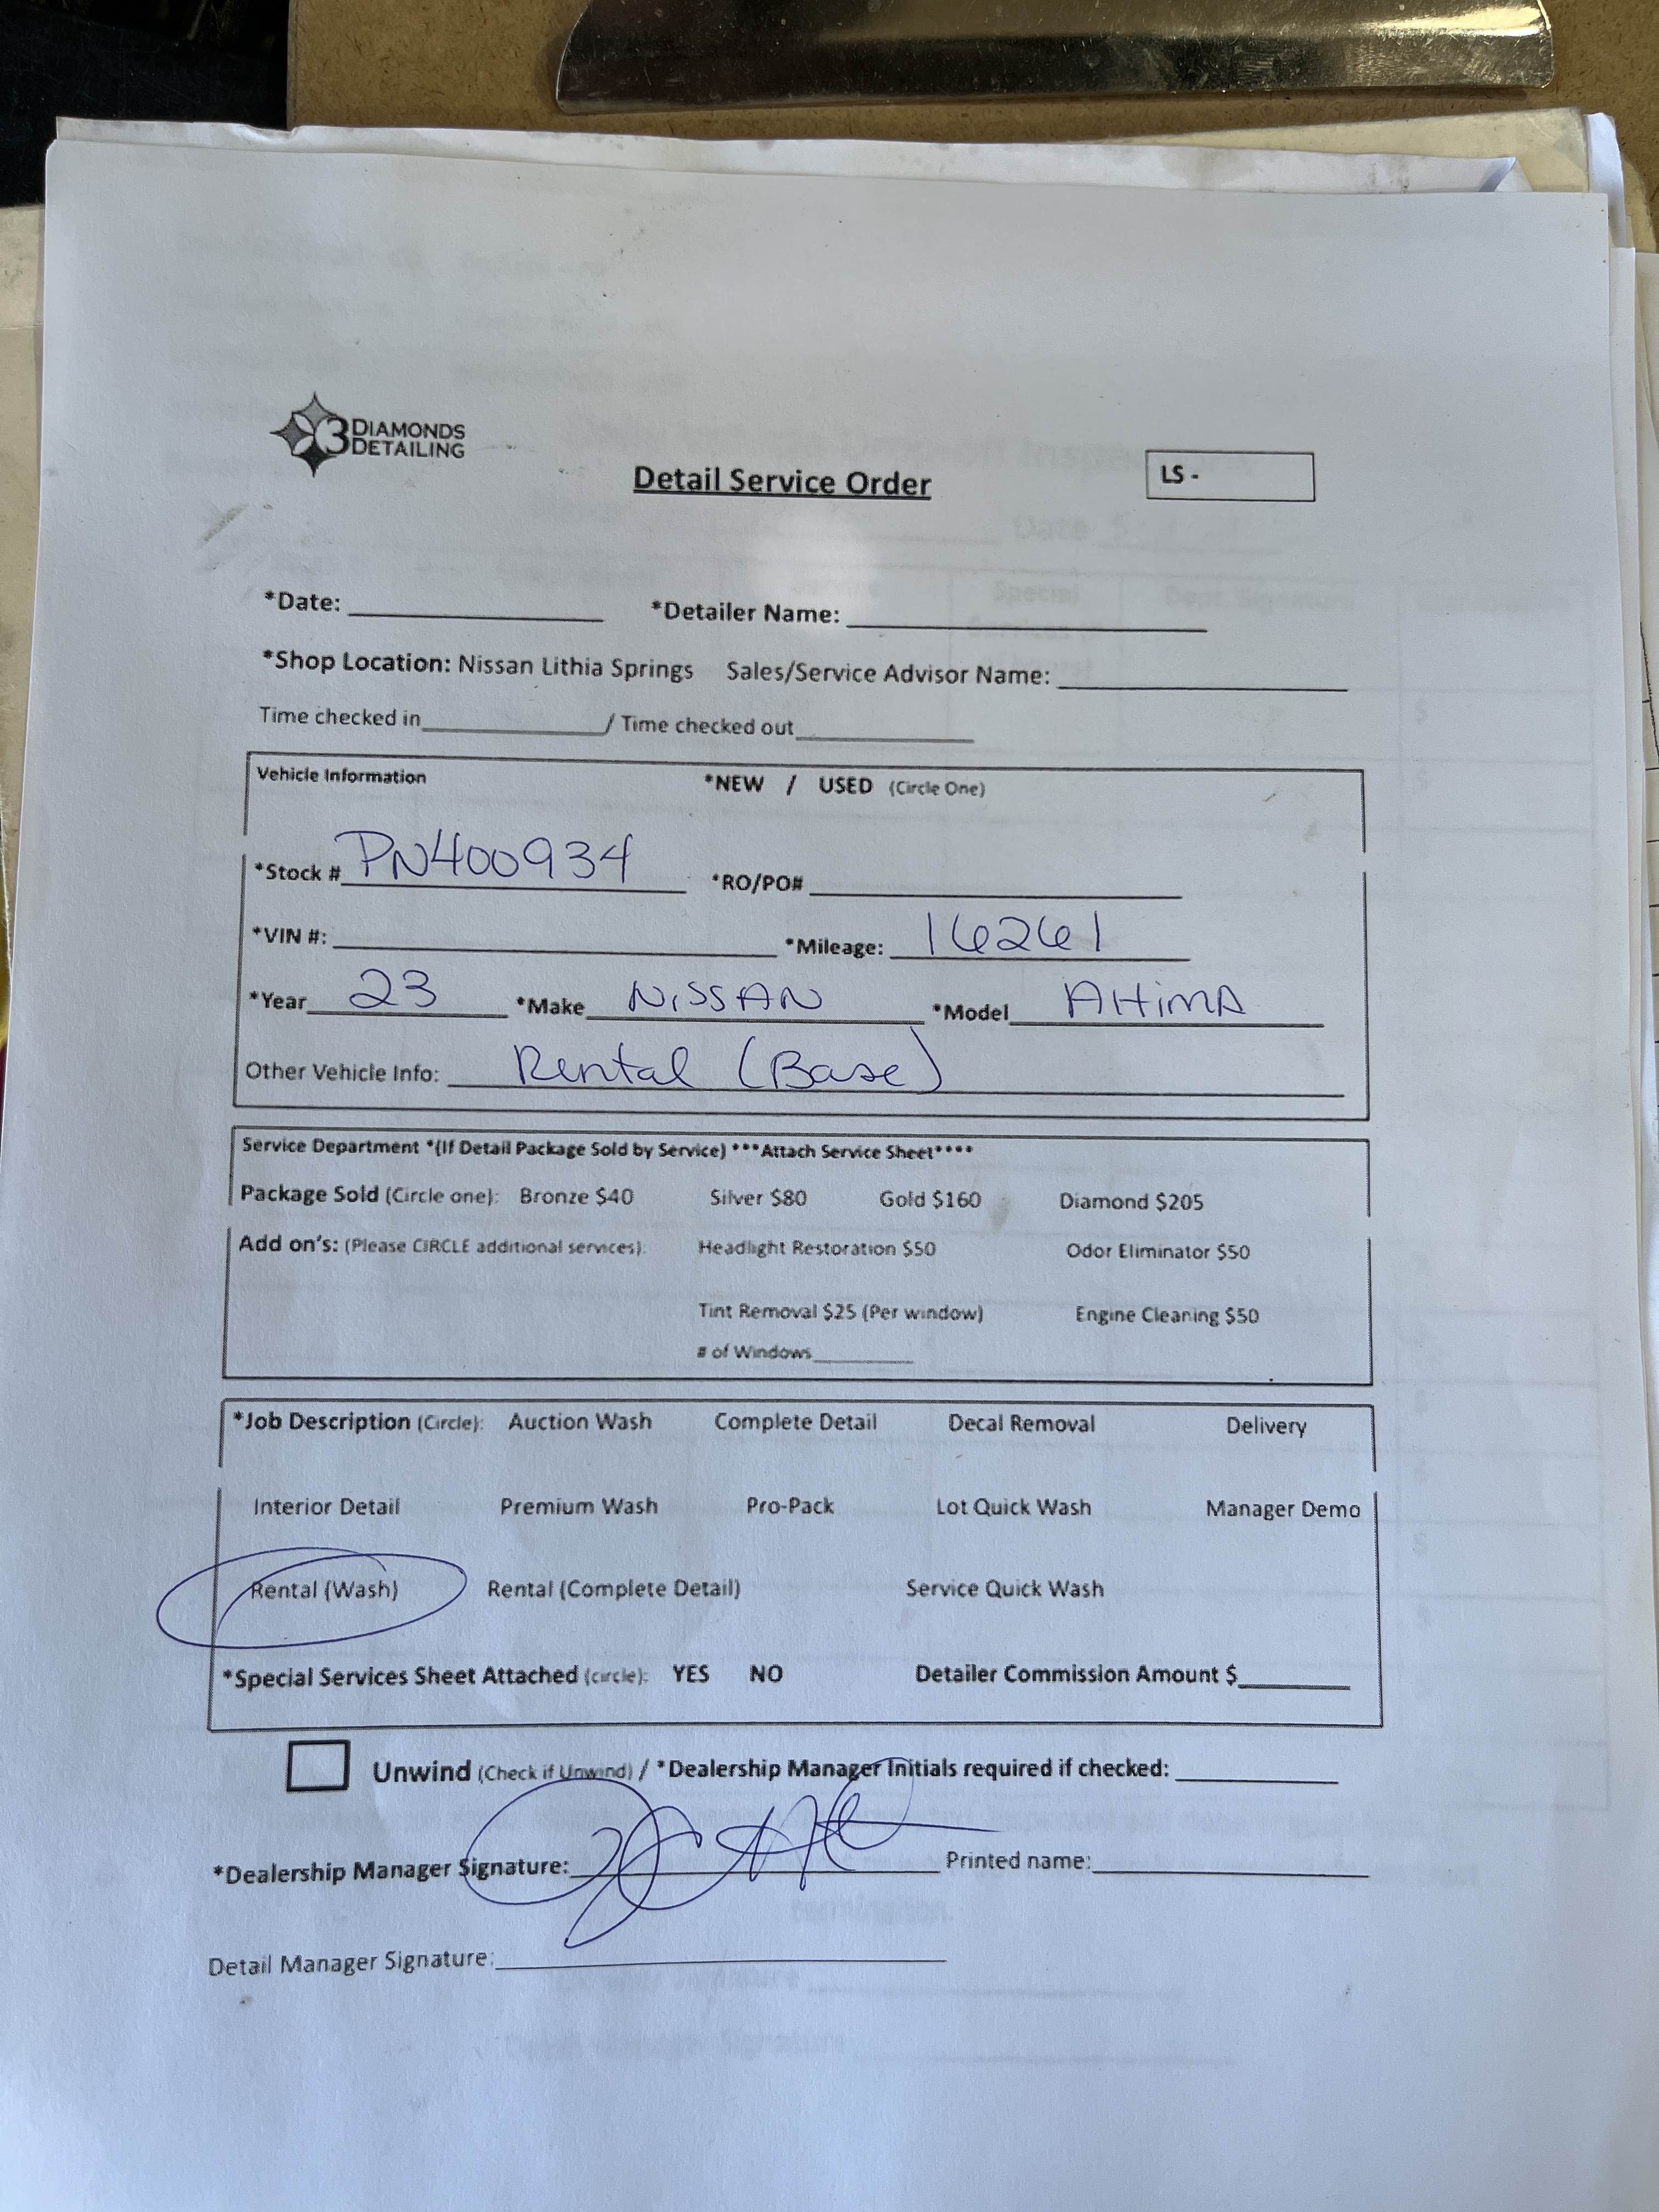 3 DIAMONDS DETAILING
Detail Service Order
LS -
*Date: *Detailer Name:
*Shop Location: Nissan Lithia Springs Sales/Service Advisor Name:
Time checked in / Time checked out
Vehicle Information *NEW / USED (Circle One)
*Stock # PN400934 *RO/PO#
*VIN #: *Mileage: 16261
*Year 23 *Make NiSSAN *Model AltimA
Other Vehicle Info: Rental (Base)
Service Department *(If Detail Package Sold by Service) ***Attach Service Sheet****
Package Sold (Circle one): Bronze $40 Silver $80 Gold $160 Diamond $205
Add on's: (Please CIRCLE additional services): Headlight Restoration $50 Odor Eliminator $50
Tint Removal $25 (Per window) Engine Cleaning $50
# of Windows
*Job Description (Circle): Auction Wash Complete Detail Decal Removal Delivery
Interior Detail Premium Wash Pro-Pack Lot Quick Wash Manager Demo
Rental (Wash) Rental (Complete Detail) Service Quick Wash
*Special Services Sheet Attached (circle): YES NO Detailer Commission Amount $
Unwind (Check if Unwind) / *Dealership Manager Initials required if checked:
*Dealership Manager Signature: Printed name:
Detail Manager Signature: